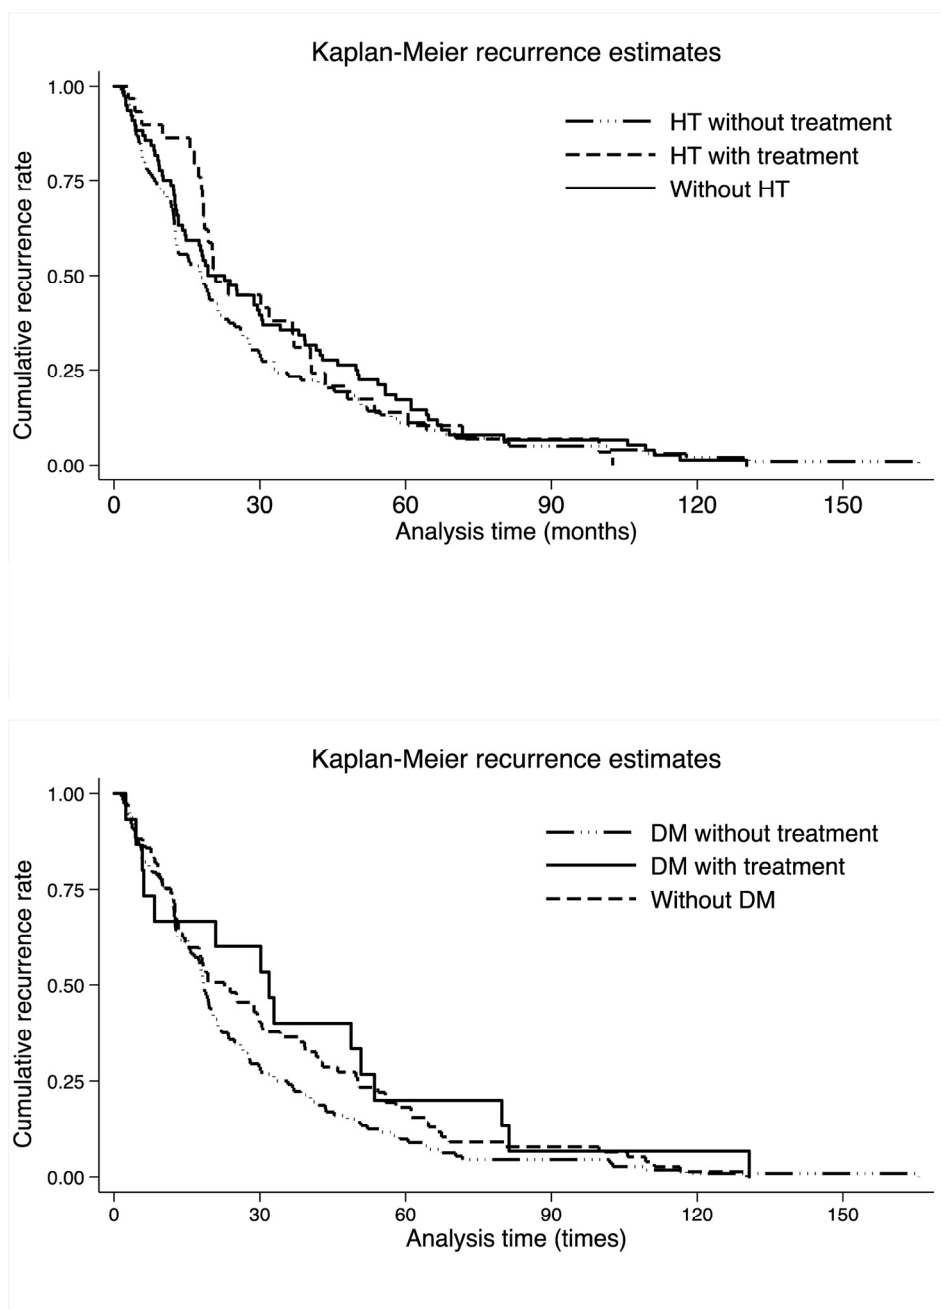 Kaplan-Meier recurrence estimates
1.00
0.75
0.50
0.25
0.00
Cumulative recurrence rate
HT without treatment
HT with treatment
Without HT
0 30 60 90 120 150
Analysis time (months)
Kaplan-Meier recurrence estimates
1.00
0.75
0.50
0.25
0.00
Cumulative recurrence rate
DM without treatment
DM with treatment
Without DM
0 30 60 90 120 150
Analysis time (times)